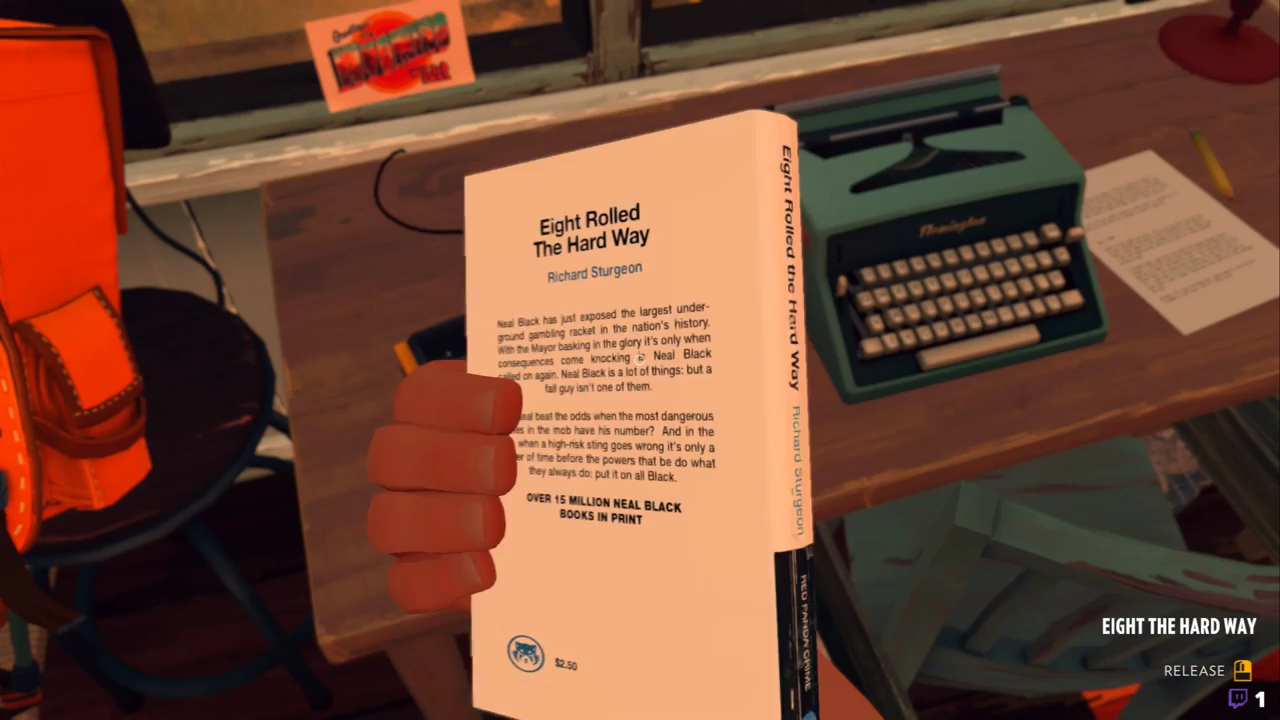 Eight Rolled
The Hard Way
Richard Sturgeon
Neal Black has just exposed the largest under-
ground gambling racket in the nation's history.
With the Mayor basking in the glory it's only when
consequences come knocking is Neal Black
called on again. Neal Black is a lot of things: but a
fall guy isn't one of them.
beat the odds when the most dangerous
in the mob have his number? And in the
when a high-risk sting goes wrong it's only a
of time before the powers that be do what
they always do: put it on all Black.
OVER 15 MILLION NEAL BLACK
BOOKS IN PRINT
$2.50
Eight Rolled the Hard Way Richard Sturgeon
RED PANDA CRIME
EIGHT THE HARD WAY
RELEASE
1